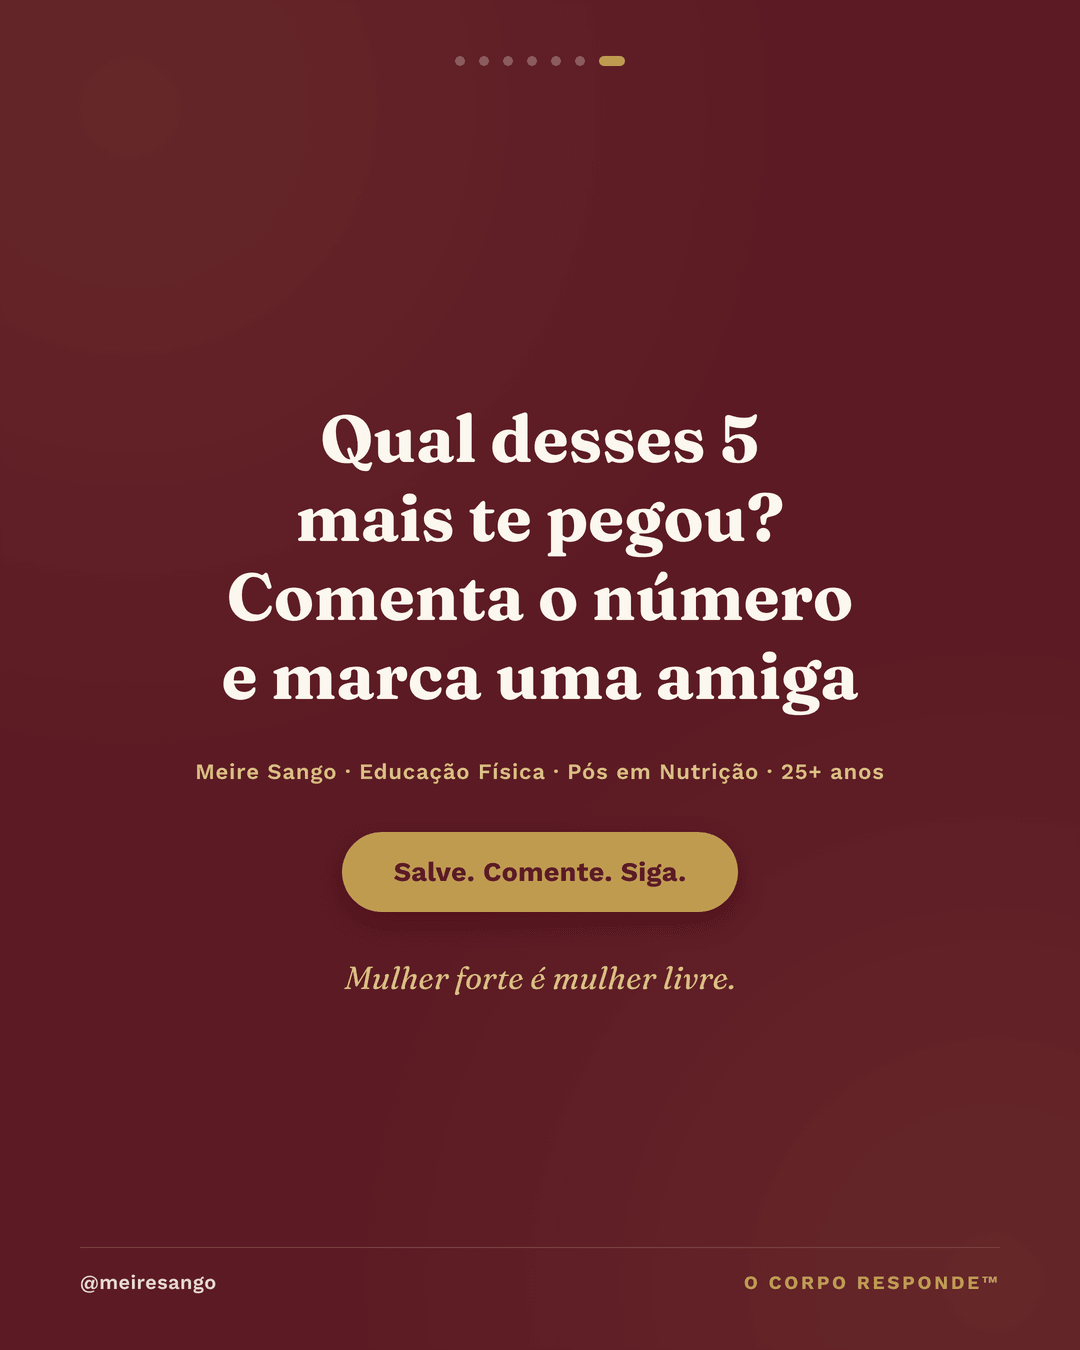 Qual desses 5
mais te pegou?
Comenta o número
e marca uma amiga
Meire Sango · Educação Física · Pós em Nutrição · 25+ anos
Salve. Comente. Siga.
Mulher forte é mulher livre.
@meiresango
O CORPO RESPONDE™